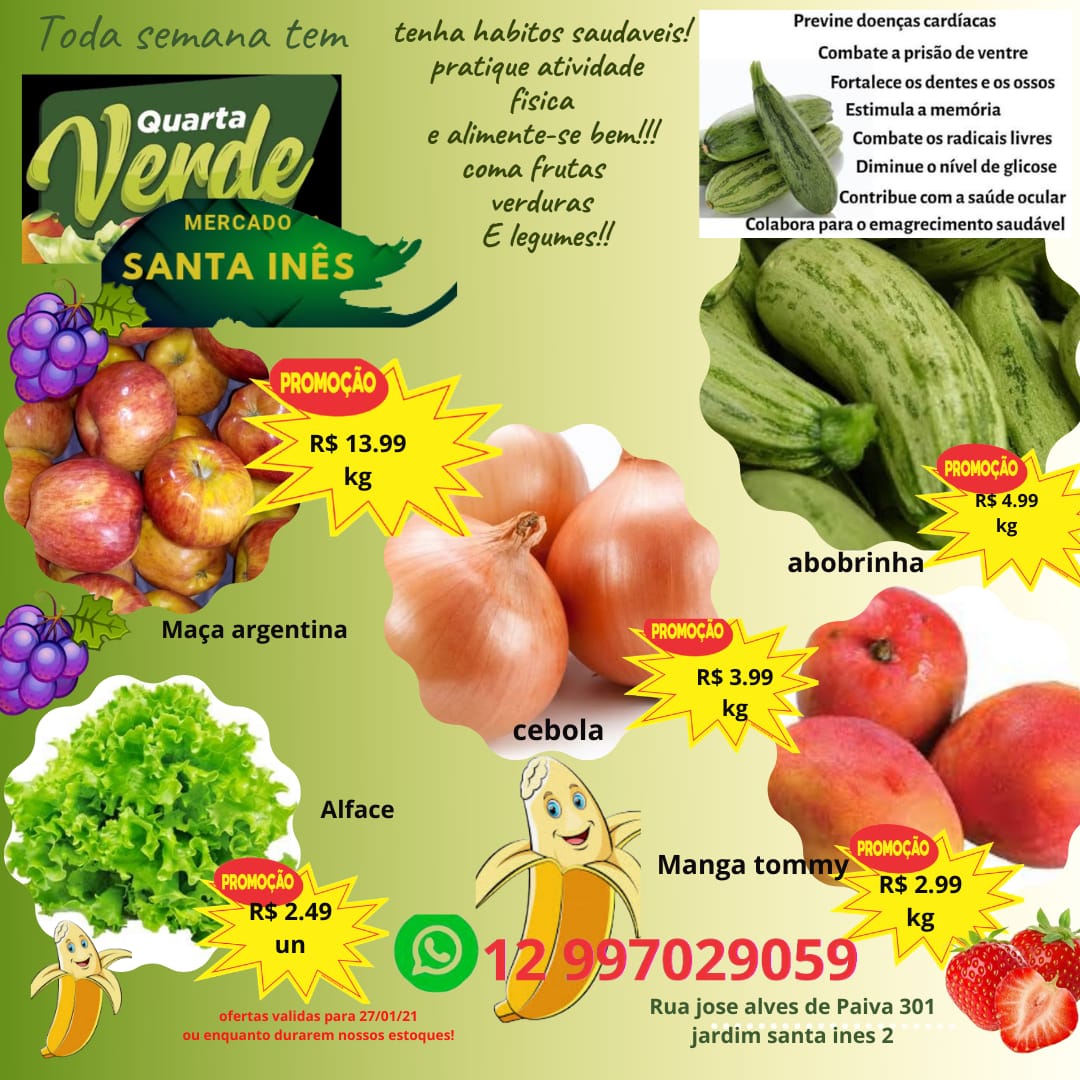 Toda semana tem
Quarta
Verde
MERCADO
SANTA INÊS
tenha habitos saudaveis!
pratique atividade
fisica
e alimente-se bem!!!
coma frutas
verduras
E legumes!!
Previne doenças cardíacas
Combate a prisão de ventre
Fortalece os dentes e os ossos
Estimula a memória
Combate os radicais livres
Diminue o nível de glicose
Contribue com a saúde ocular
Colabora para o emagrecimento saudável
PROMOÇÃO
R$ 13.99
kg
Maça argentina
PROMOÇÃO
R$ 4.99
kg
abobrinha
PROMOÇÃO
R$ 3.99
kg
cebola
Alface
PROMOÇÃO
R$ 2.49
un
Manga tommy
PROMOÇÃO
R$ 2.99
kg
12 997029059
Rua jose alves de Paiva 301
jardim santa ines 2
ofertas validas para 27/01/21
ou enquanto durarem nossos estoques!